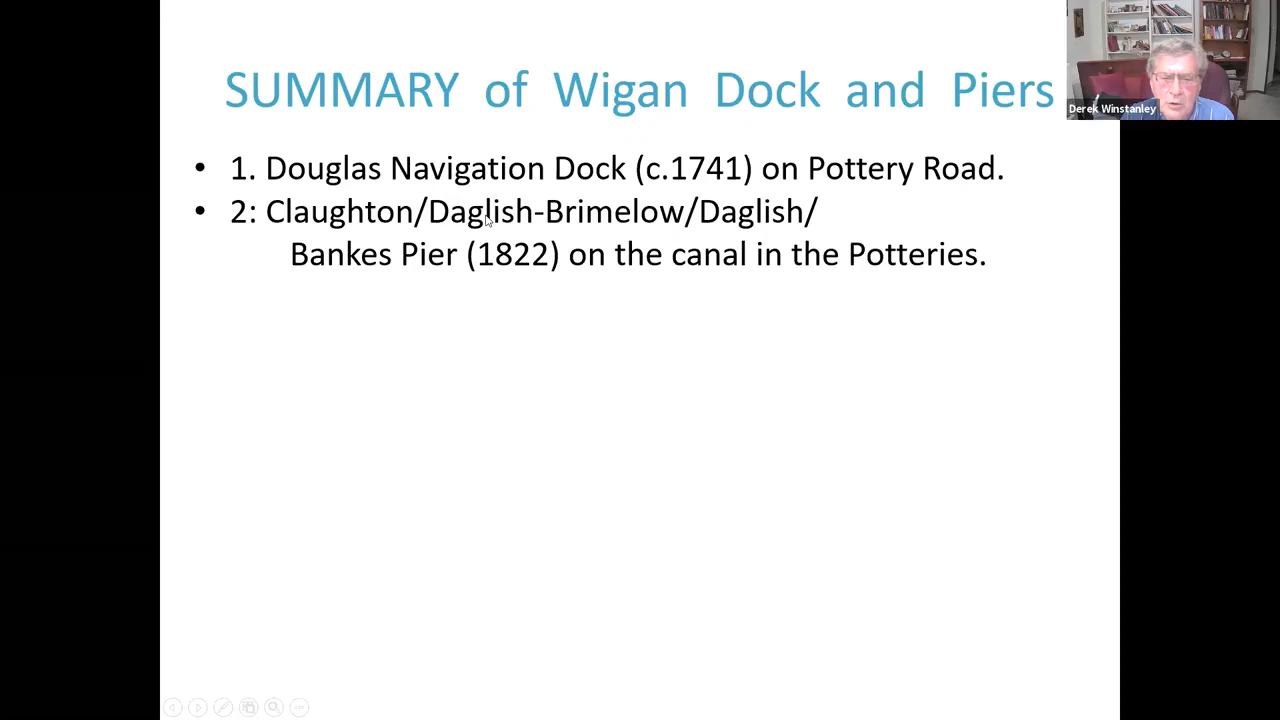 SUMMARY of Wigan Dock and Piers
Derek Winstanley
• 1. Douglas Navigation Dock (c.1741) on Pottery Road.
• 2: Claughton/Daglish-Brimelow/Daglish/
Bankes Pier (1822) on the canal in the Potteries.